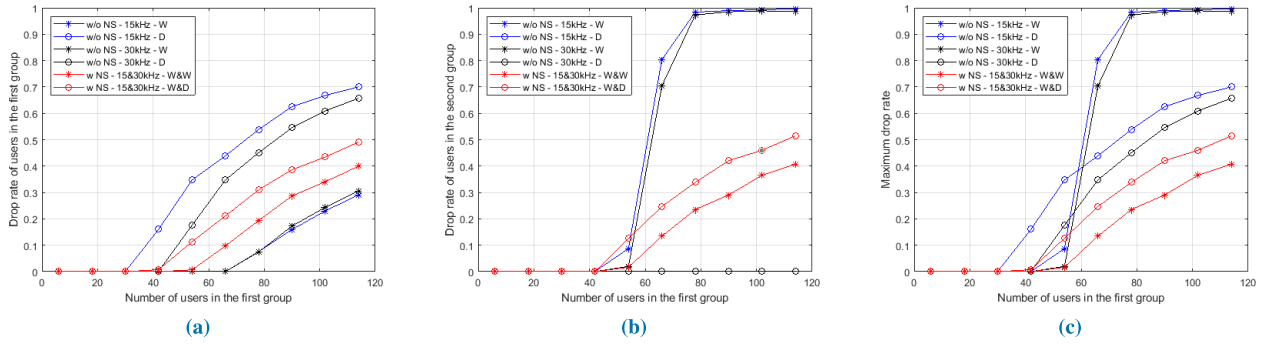 w/o NS - 15kHz - W
w/o NS - 15kHz - D
w/o NS - 30kHz - W
w/o NS - 30kHz - D
w NS - 15&30kHz - W&W
w NS - 15&30kHz - W&D
Drop rate of users in the first group
1
0.9
0.8
0.7
0.6
0.5
0.4
0.3
0.2
0.1
0
0 20 40 60 80 100 120
Number of users in the first group
(a)
w/o NS - 15kHz - W
w/o NS - 15kHz - D
w/o NS - 30kHz - W
w/o NS - 30kHz - D
w NS - 15&30kHz - W&W
w NS - 15&30kHz - W&D
Drop rate of users in the second group
1
0.9
0.8
0.7
0.6
0.5
0.4
0.3
0.2
0.1
0
0 20 40 60 80 100 120
Number of users in the first group
(b)
w/o NS - 15kHz - W
w/o NS - 15kHz - D
w/o NS - 30kHz - W
w/o NS - 30kHz - D
w NS - 15&30kHz - W&W
w NS - 15&30kHz - W&D
Maximum drop rate
1
0.9
0.8
0.7
0.6
0.5
0.4
0.3
0.2
0.1
0
0 20 40 60 80 100 120
Number of users in the first group
(c)